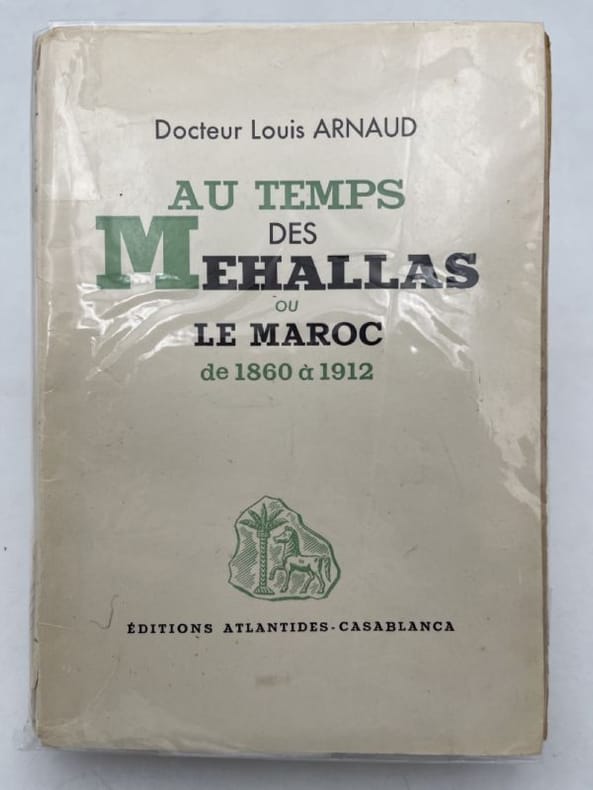 Docteur Louis ARNAUD
AU TEMPS
DES
MEHALLAS
OU
LE MAROC
de 1860 à 1912
ÉDITIONS ATLANTIDES-CASABLANCA